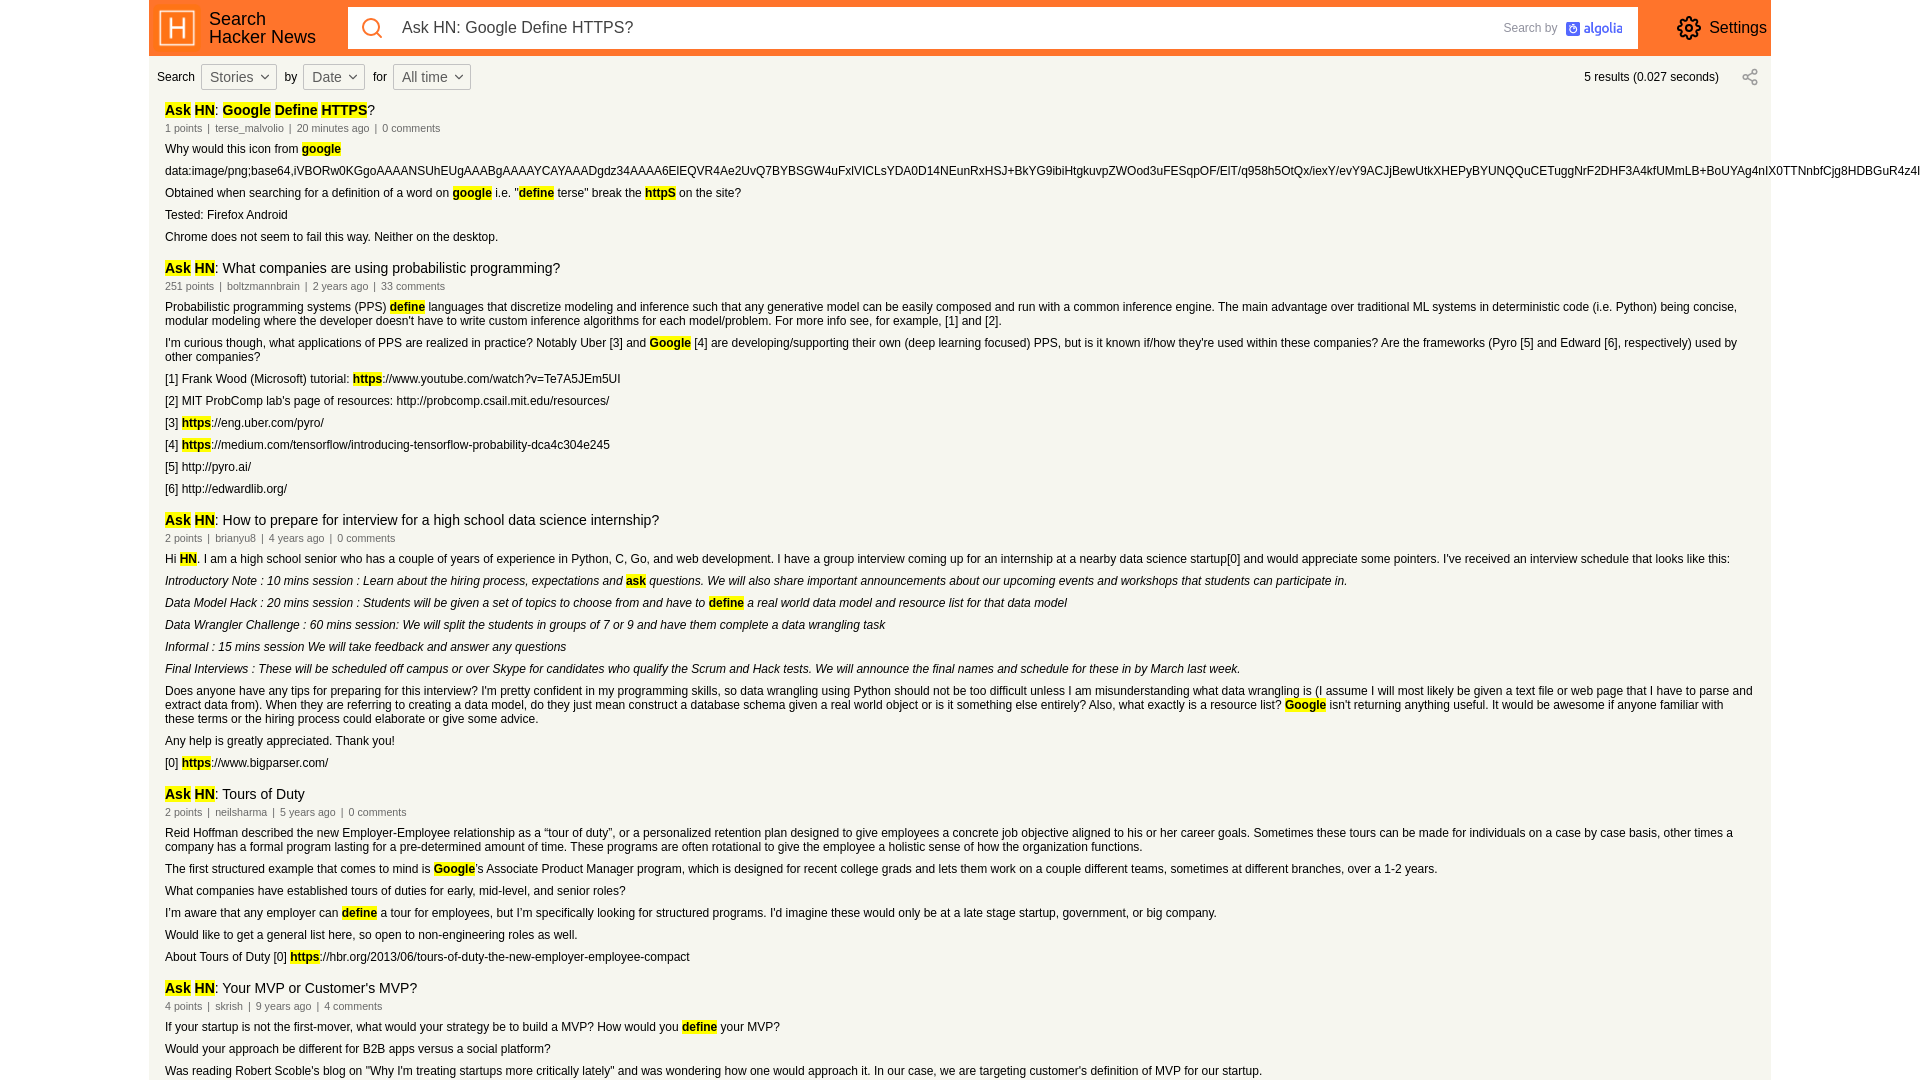 Search
Hacker News
Ask HN: Google Define HTTPS?
Search by algolia
Settings
Search Stories by Date for All time
5 results (0.027 seconds)
Ask HN: Google Define HTTPS?
1 points | terse_malvolio | 20 minutes ago | 0 comments
Why would this icon from google
Obtained when searching for a definition of a word on google i.e. "define terse" break the httpS on the site?
Tested: Firefox Android
Chrome does not seem to fail this way. Neither on the desktop.
Ask HN: What companies are using probabilistic programming?
251 points | boltzmannbrain | 2 years ago | 33 comments
Probabilistic programming systems (PPS) define languages that discretize modeling and inference such that any generative model can be easily composed and run with a common inference engine. The main advantage over traditional ML systems in deterministic code (i.e. Python) being concise,
modular modeling where the developer doesn't have to write custom inference algorithms for each model/problem. For more info see, for example, [1] and [2].
I'm curious though, what applications of PPS are realized in practice? Notably Uber [3] and Google [4] are developing/supporting their own (deep learning focused) PPS, but is it known if/how they're used within these companies? Are the frameworks (Pyro [5] and Edward [6], respectively) used by
other companies?
[1] Frank Wood (Microsoft) tutorial: https://www.youtube.com/watch?v=Te7A5JEm5UI
[2] MIT ProbComp lab's page of resources: http://probcomp.csail.mit.edu/resources/
[3] https://eng.uber.com/pyro/
[4] https://medium.com/tensorflow/introducing-tensorflow-probability-dca4c304e245
[5] http://pyro.ai/
[6] http://edwardlib.org/
Ask HN: How to prepare for interview for a high school data science internship?
2 points | brianyu8 | 4 years ago | 0 comments
Hi HN. I am a high school senior who has a couple of years of experience in Python, C, Go, and web development. I have a group interview coming up for an internship at a nearby data science startup[0] and would appreciate some pointers. I've received an interview schedule that looks like this:
Introductory Note : 10 mins session : Learn about the hiring process, expectations and ask questions. We will also share important announcements about our upcoming events and workshops that students can participate in.
Data Model Hack : 20 mins session : Students will be given a set of topics to choose from and have to define a real world data model and resource list for that data model
Data Wrangler Challenge : 60 mins session: We will split the students in groups of 7 or 9 and have them complete a data wrangling task
Informal : 15 mins session We will take feedback and answer any questions
Final Interviews : These will be scheduled off campus or over Skype for candidates who qualify the Scrum and Hack tests. We will announce the final names and schedule for these in by March last week.
Does anyone have any tips for preparing for this interview? I'm pretty confident in my programming skills, so data wrangling using Python should not be too difficult unless I am misunderstanding what data wrangling is (I assume I will most likely be given a text file or web page that I have to parse and
extract data from). When they are referring to creating a data model, do they just mean construct a database schema given a real world object or is it something else entirely? Also, what exactly is a resource list? Google isn't returning anything useful. It would be awesome if anyone familiar with
these terms or the hiring process could elaborate or give some advice.
Any help is greatly appreciated. Thank you!
[0] https://www.bigparser.com/
Ask HN: Tours of Duty
2 points | neilsharma | 5 years ago | 0 comments
Reid Hoffman described the new Employer-Employee relationship as a “tour of duty”, or a personalized retention plan designed to give employees a concrete job objective aligned to his or her career goals. Sometimes these tours can be made for individuals on a case by case basis, other times a
company has a formal program lasting for a pre-determined amount of time. These programs are often rotational to give the employee a holistic sense of how the organization functions.
The first structured example that comes to mind is Google’s Associate Product Manager program, which is designed for recent college grads and lets them work on a couple different teams, sometimes at different branches, over a 1-2 years.
What companies have established tours of duties for early, mid-level, and senior roles?
I’m aware that any employer can define a tour for employees, but I’m specifically looking for structured programs. I'd imagine these would only be at a late stage startup, government, or big company.
Would like to get a general list here, so open to non-engineering roles as well.
About Tours of Duty [0] https://hbr.org/2013/06/tours-of-duty-the-new-employer-employee-compact
Ask HN: Your MVP or Customer's MVP?
4 points | skrish | 9 years ago | 4 comments
If your startup is not the first-mover, what would your strategy be to build a MVP? How would you define your MVP?
Would your approach be different for B2B apps versus a social platform?
Was reading Robert Scoble's blog on "Why I'm treating startups more critically lately" and was wondering how one would approach it. In our case, we are targeting customer's definition of MVP for our startup.